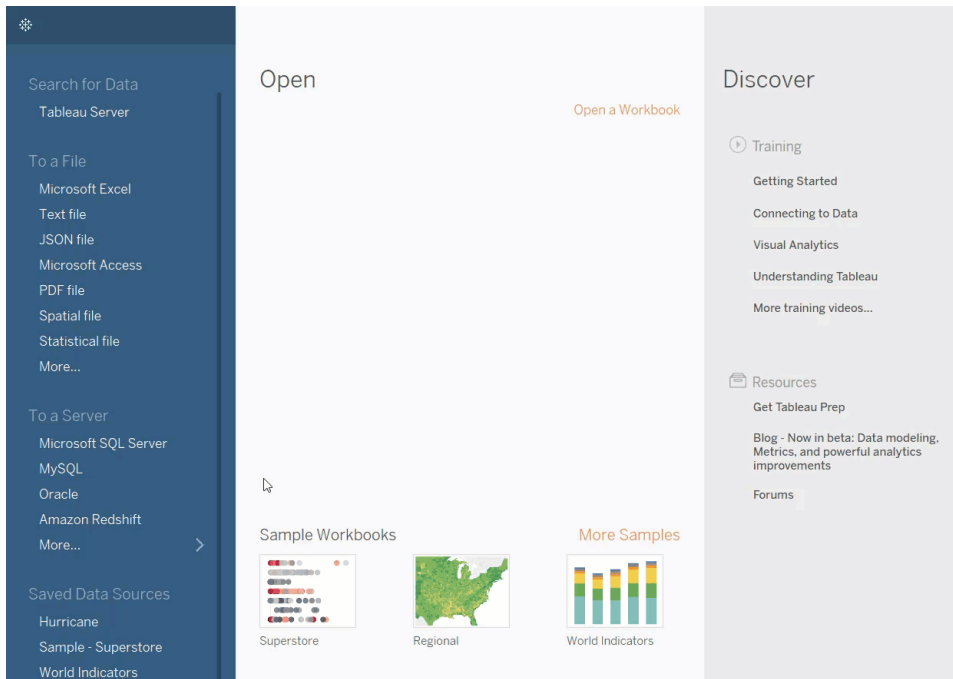 Search for Data
Tableau Server
To a File
Microsoft Excel
Text file
JSON file
Microsoft Access
PDF file
Spatial file
Statistical file
More...
To a Server
Microsoft SQL Server
MySQL
Oracle
Amazon Redshift
More...
Saved Data Sources
Hurricane
Sample - Superstore
World Indicators
Open
Open a Workbook
Sample Workbooks
More Samples
Superstore
Regional
World Indicators
Discover
Training
Getting Started
Connecting to Data
Visual Analytics
Understanding Tableau
More training videos...
Resources
Get Tableau Prep
Blog - Now in beta: Data modeling,
Metrics, and powerful analytics
improvements
Forums